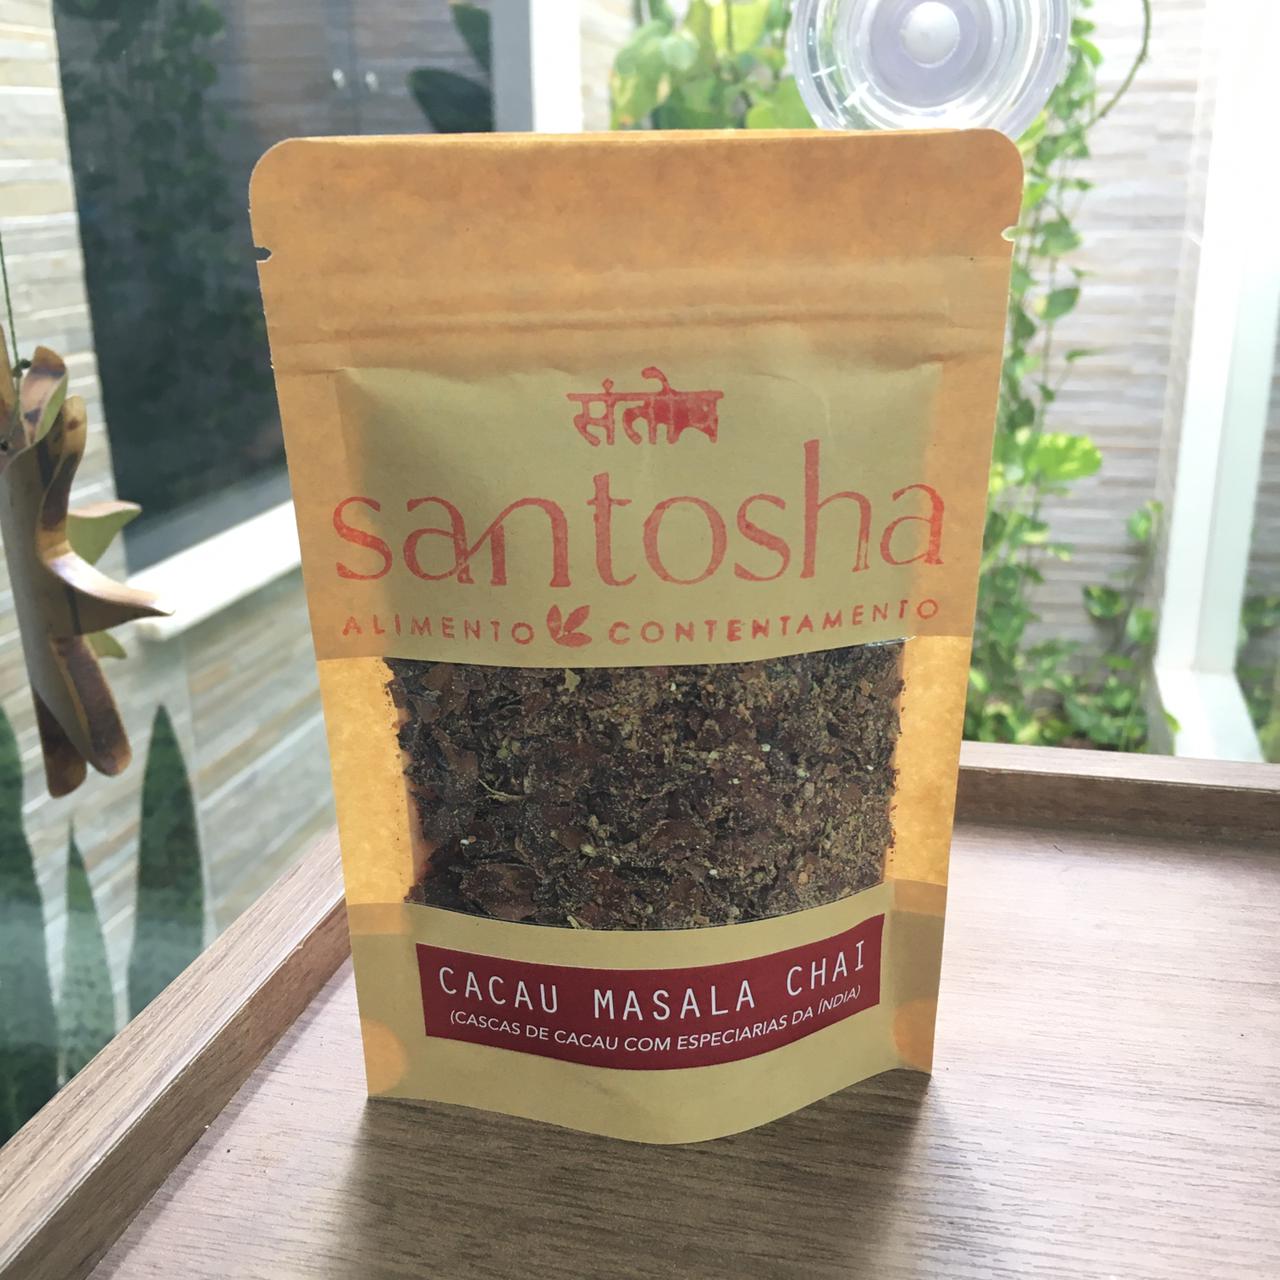 संतोष
santosha
ALIMENTO CONTENTAMENTO
CACAU MASALA CHAI
(CASCAS DE CACAU COM ESPECIARIAS DA ÍNDIA)